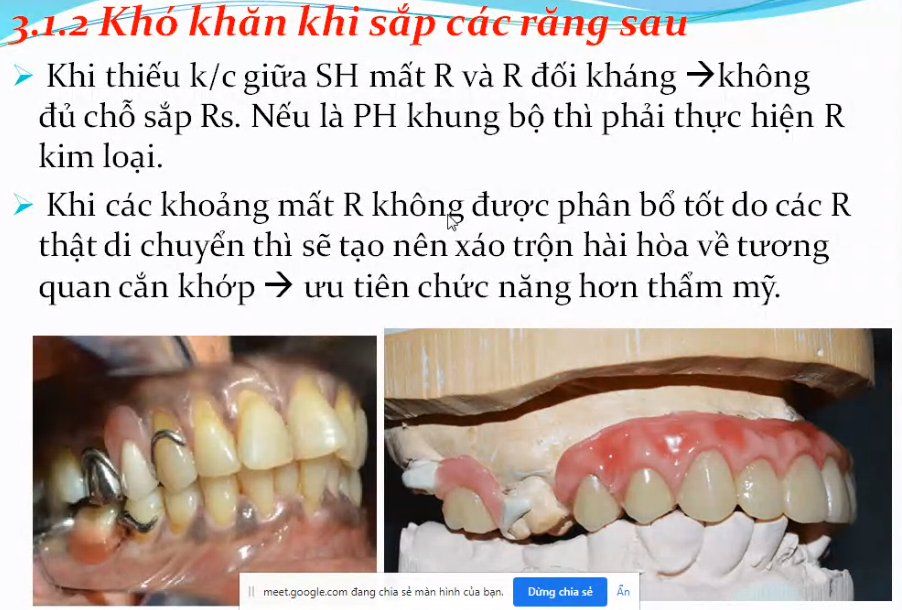 3.1.2 Khó khăn khi sắp các răng sau
Khi thiếu k/c giữa SH mất R và R đối kháng →không
đủ chỗ sắp Rs. Nếu là PH khung bộ thì phải thực hiện R
kim loại.
Khi các khoảng mất R không được phân bổ tốt do các R
thật di chuyển thì sẽ tạo nên xáo trộn hài hòa về tương
quan cắn khớp → ưu tiên chức năng hơn thẩm mỹ.
meet.google.com đang chia sẻ màn hình của bạn. Dừng chia sẻ Ẩn